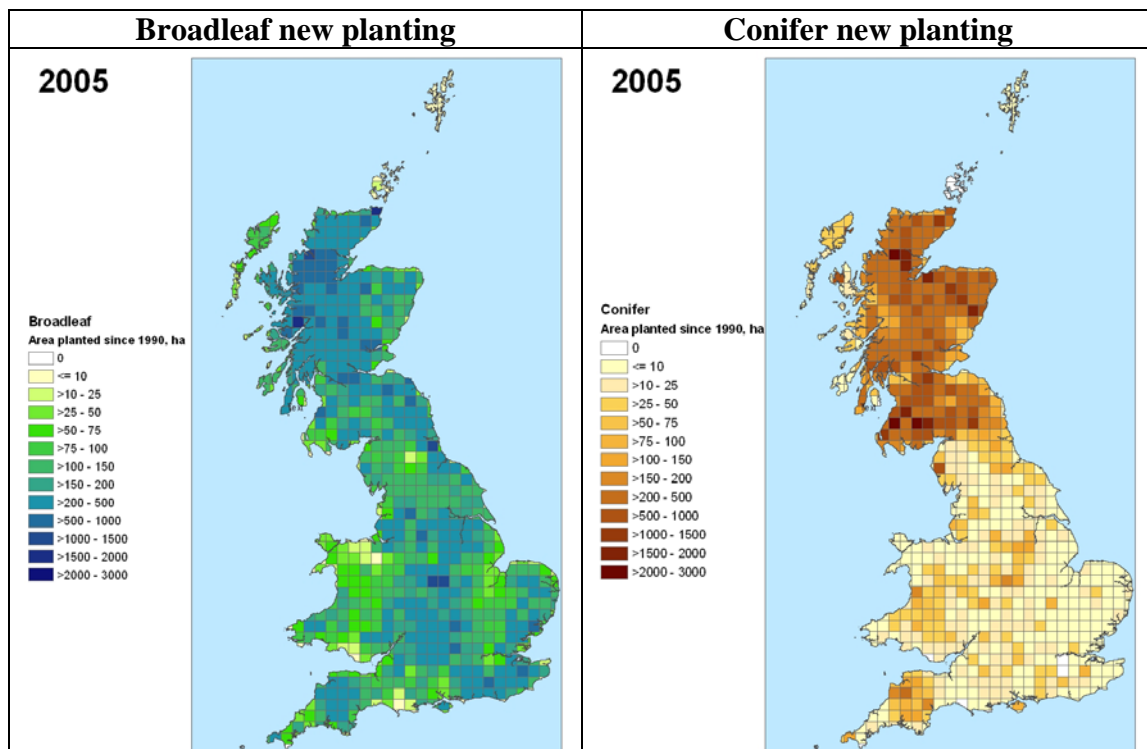 Broadleaf new planting
Conifer new planting
2005
Broadleaf
Area planted since 1990, ha
0
<= 10
>10 - 25
>25 - 50
>50 - 75
>75 - 100
>100 - 150
>150 - 200
>200 - 500
>500 - 1000
>1000 - 1500
>1500 - 2000
>2000 - 3000
2005
Conifer
Area planted since 1990, ha
0
<= 10
>10 - 25
>25 - 50
>50 - 75
>75 - 100
>100 - 150
>150 - 200
>200 - 500
>500 - 1000
>1000 - 1500
>1500 - 2000
>2000 - 3000